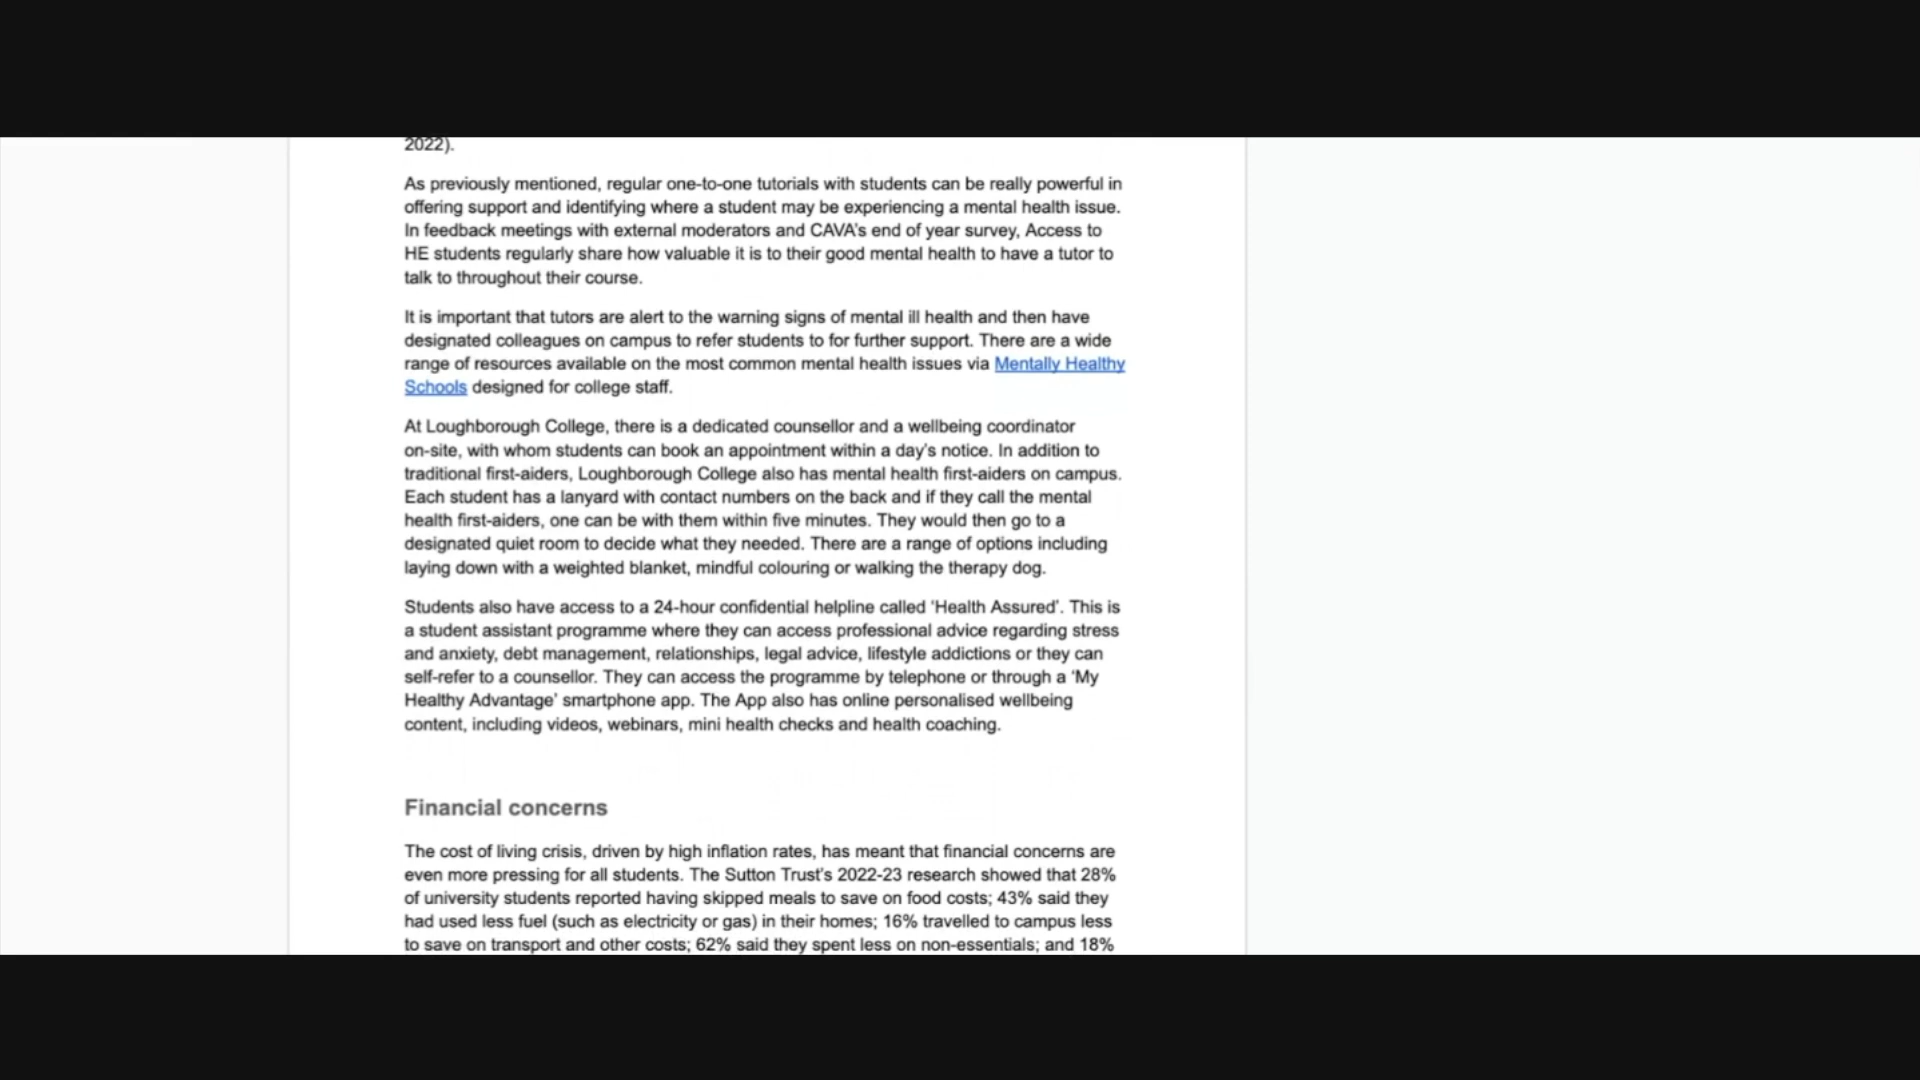 2022).
As previously mentioned, regular one-to-one tutorials with students can be really powerful in
offering support and identifying where a student may be experiencing a mental health issue.
In feedback meetings with external moderators and CAVA's end of year survey, Access to
HE students regularly share how valuable it is to their good mental health to have a tutor to
talk to throughout their course.
It is important that tutors are alert to the warning signs of mental ill health and then have
designated colleagues on campus to refer students to for further support. There are a wide
range of resources available on the most common mental health issues via Mentally Healthy
Schools designed for college staff.
At Loughborough College, there is a dedicated counsellor and a wellbeing coordinator
on-site, with whom students can book an appointment within a day's notice. In addition to
traditional first-aiders, Loughborough College also has mental health first-aiders on campus.
Each student has a lanyard with contact numbers on the back and if they call the mental
health first-aiders, one can be with them within five minutes. They would then go to a
designated quiet room to decide what they needed. There are a range of options including
laying down with a weighted blanket, mindful colouring or walking the therapy dog.
Students also have access to a 24-hour confidential helpline called 'Health Assured'. This is
a student assistant programme where they can access professional advice regarding stress
and anxiety, debt management, relationships, legal advice, lifestyle addictions or they can
self-refer to a counsellor. They can access the programme by telephone or through a 'My
Healthy Advantage' smartphone app. The App also has online personalised wellbeing
content, including videos, webinars, mini health checks and health coaching.
Financial concerns
The cost of living crisis, driven by high inflation rates, has meant that financial concerns are
even more pressing for all students. The Sutton Trust's 2022-23 research showed that 28%
of university students reported having skipped meals to save on food costs; 43% said they
had used less fuel (such as electricity or gas) in their homes; 16% travelled to campus less
to save on transport and other costs; 62% said they spent less on non-essentials; and 18%